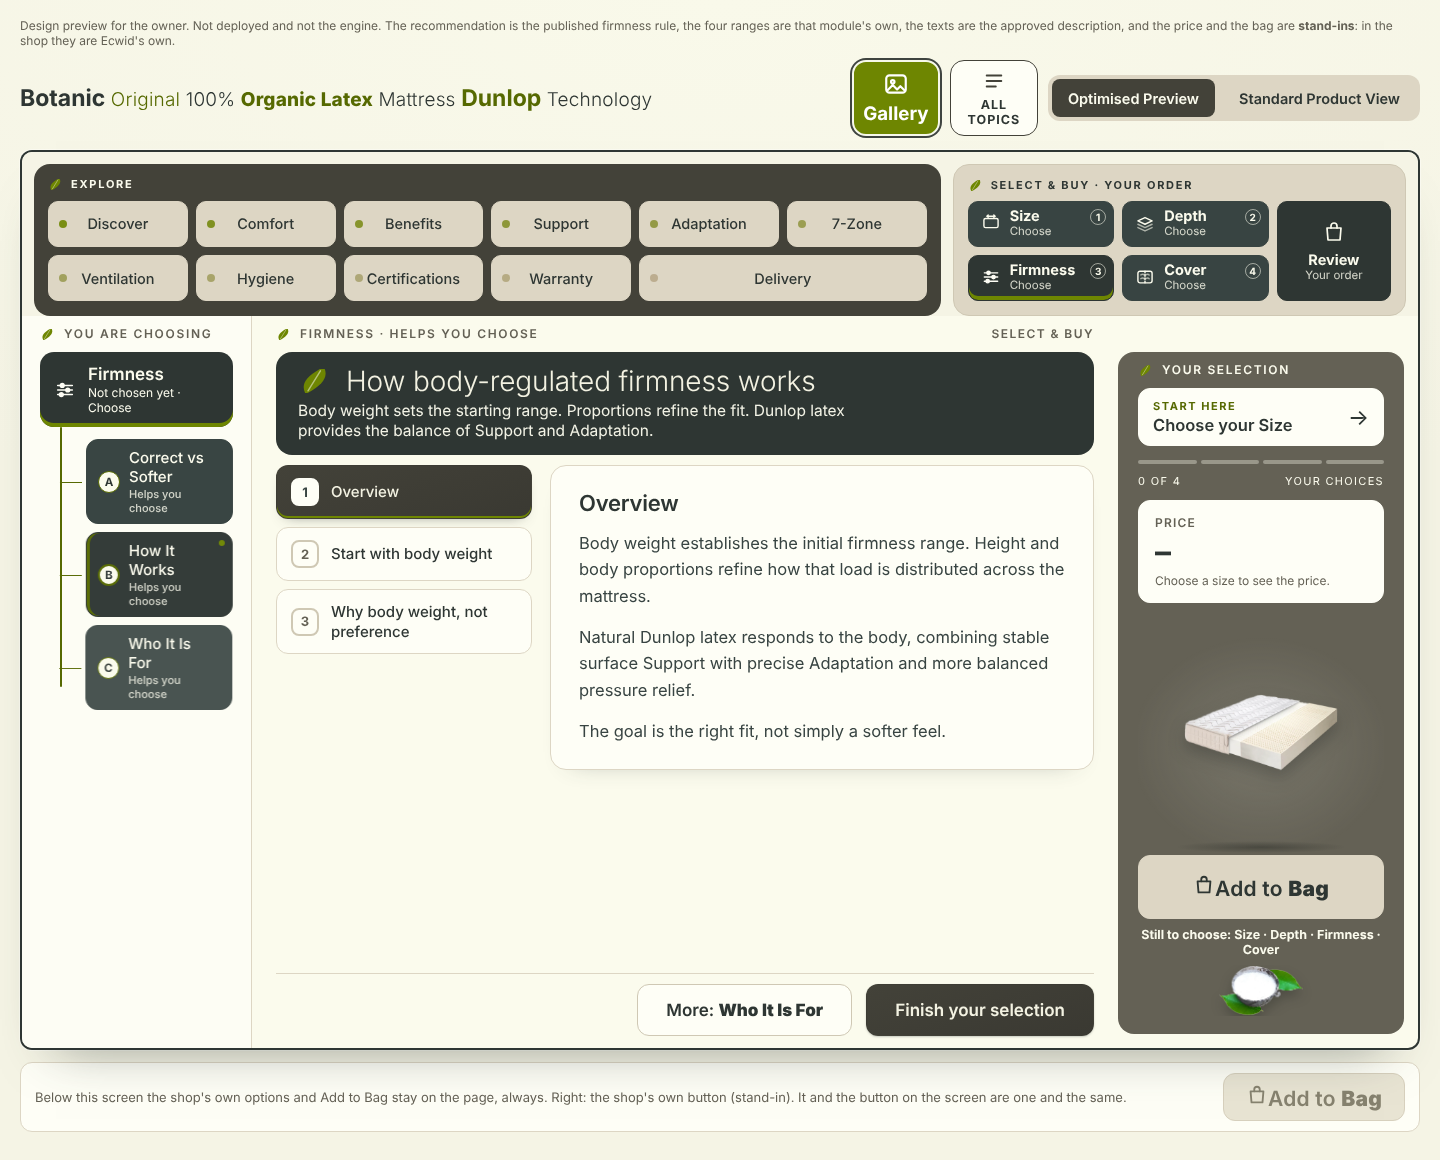 Design preview for the owner. Not deployed and not the engine. The recommendation is the published firmness rule, the four ranges are that module's own, the texts are the approved description, and the price and the bag are stand-ins: in the
shop they are Ecwid's own.
Botanic Original 100% Organic Latex Mattress Dunlop Technology
Gallery
ALL
TOPICS
Optimised Preview
Standard Product View
EXPLORE
Discover
Comfort
Benefits
Support
Adaptation
7-Zone
Ventilation
Hygiene
Certifications
Warranty
Delivery
SELECT & BUY · YOUR ORDER
Size
Choose
1
Depth
Choose
2
Firmness
Choose
3
Cover
Choose
4
Review
Your order
YOU ARE CHOOSING
Firmness
Not chosen yet ·
Choose
A
Correct vs
Softer
Helps you
choose
B
How It
Works
Helps you
choose
C
Who It Is
For
Helps you
choose
FIRMNESS · HELPS YOU CHOOSE
SELECT & BUY
How body-regulated firmness works
Body weight sets the starting range. Proportions refine the fit. Dunlop latex
provides the balance of Support and Adaptation.
1 Overview
2 Start with body weight
3 Why body weight, not
preference
Overview
Body weight establishes the initial firmness range. Height and
body proportions refine how that load is distributed across the
mattress.
Natural Dunlop latex responds to the body, combining stable
surface Support with precise Adaptation and more balanced
pressure relief.
The goal is the right fit, not simply a softer feel.
More: Who It Is For
Finish your selection
YOUR SELECTION
START HERE
Choose your Size
0 OF 4
YOUR CHOICES
PRICE
–
Choose a size to see the price.
Add to Bag
Still to choose: Size · Depth · Firmness ·
Cover
Below this screen the shop's own options and Add to Bag stay on the page, always. Right: the shop's own button (stand-in). It and the button on the screen are one and the same.
Add to Bag